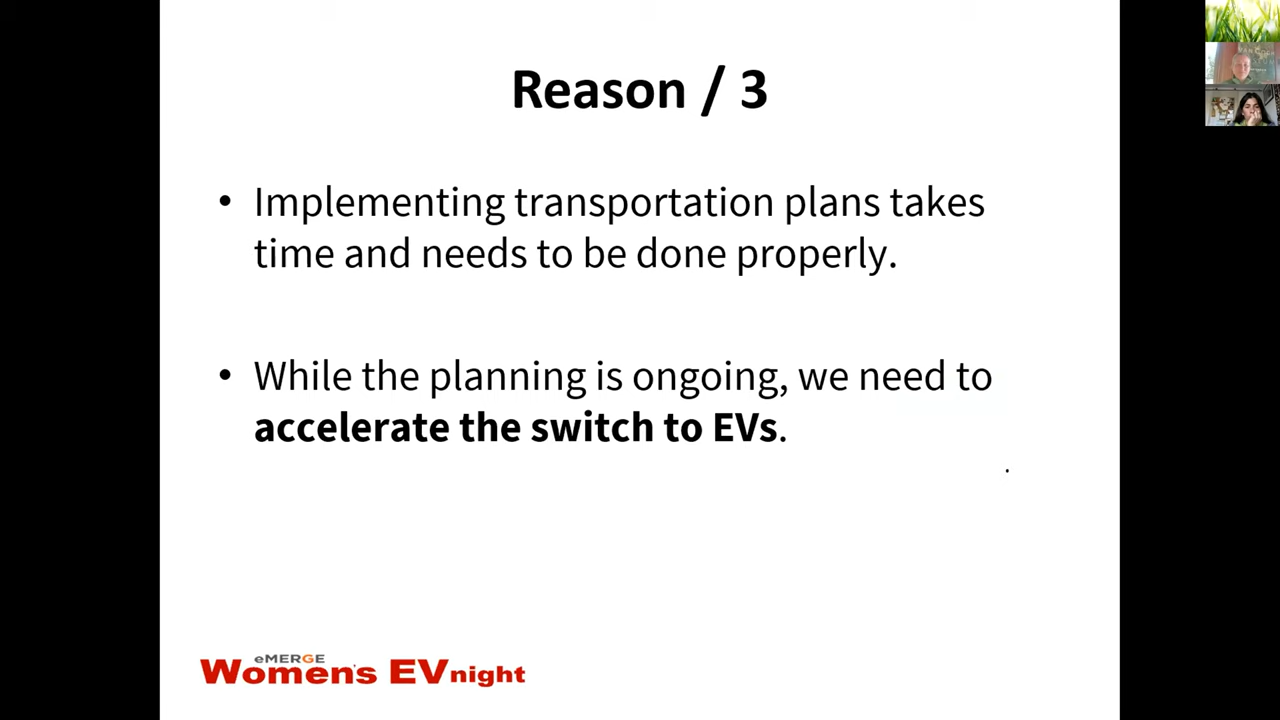 Reason / 3
• Implementing transportation plans takes
time and needs to be done properly.
• While the planning is ongoing, we need to
accelerate the switch to EVs.
.
eMERGE
Womens EVnight